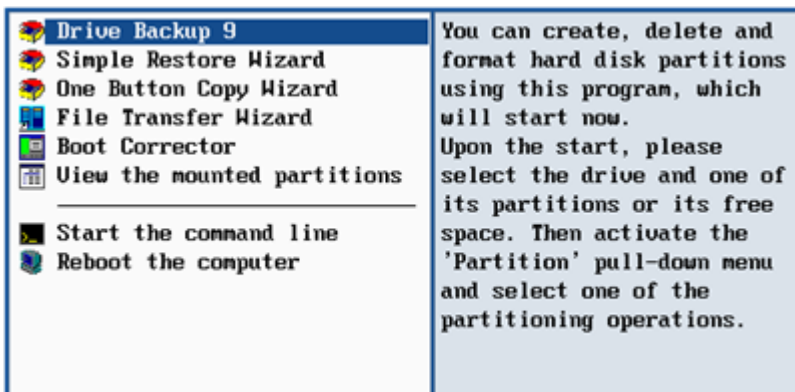 Drive Backup 9
Simple Restore Wizard
One Button Copy Wizard
File Transfer Wizard
Boot Corrector
View the mounted partitions
Start the command line
Reboot the computer
You can create, delete and
format hard disk partitions
using this program, which
will start now.
Upon the start, please
select the drive and one of
its partitions or its free
space. Then activate the
'Partition' pull-down menu
and select one of the
partitioning operations.